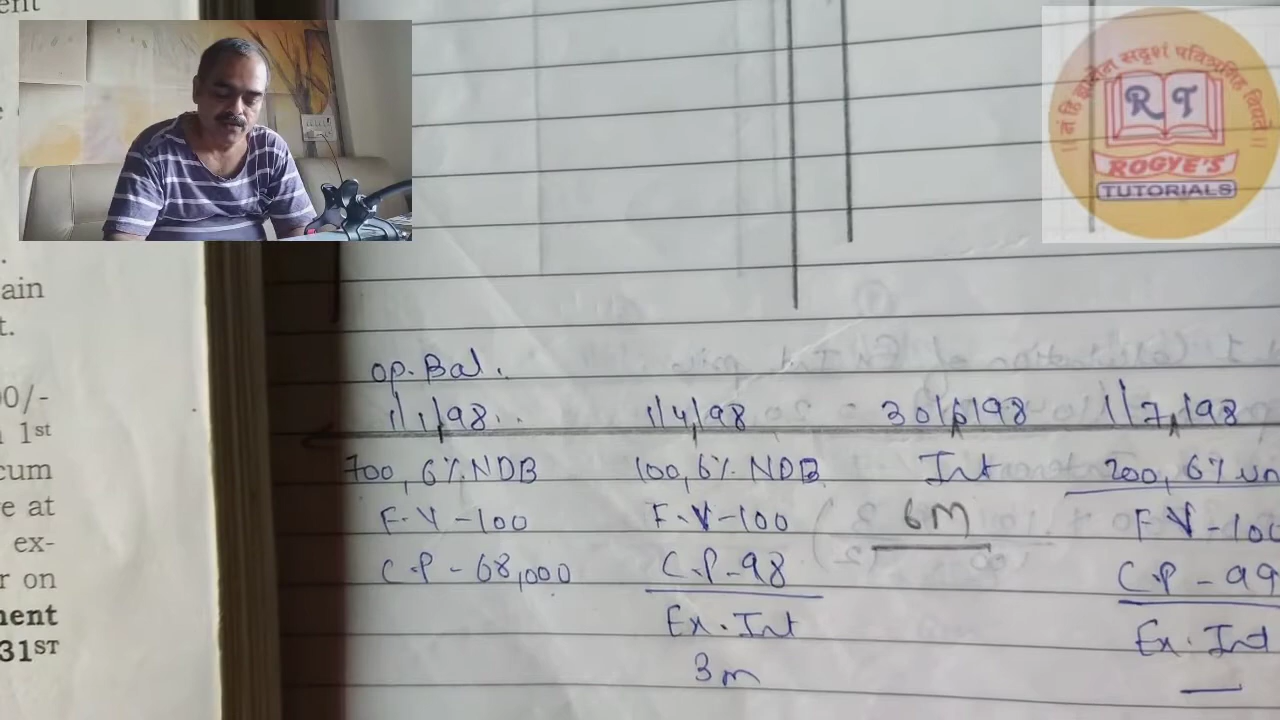 ain
t.
00/-
1st
cum
e at
ex-
r on
ment
31ST
ROGYE'S
TUTORIALS
RT
op. Bal.
1/1/98.. 1/4/98 30/6/98 1/7/98
700, 6% NDB 100, 6% NDB Int 200, 6% un
F.V - 100 F.V-100 6M F V - 100
C.P - 68,000 C.P-98 C.P - 99
Ex. Int Ex. Int
3m